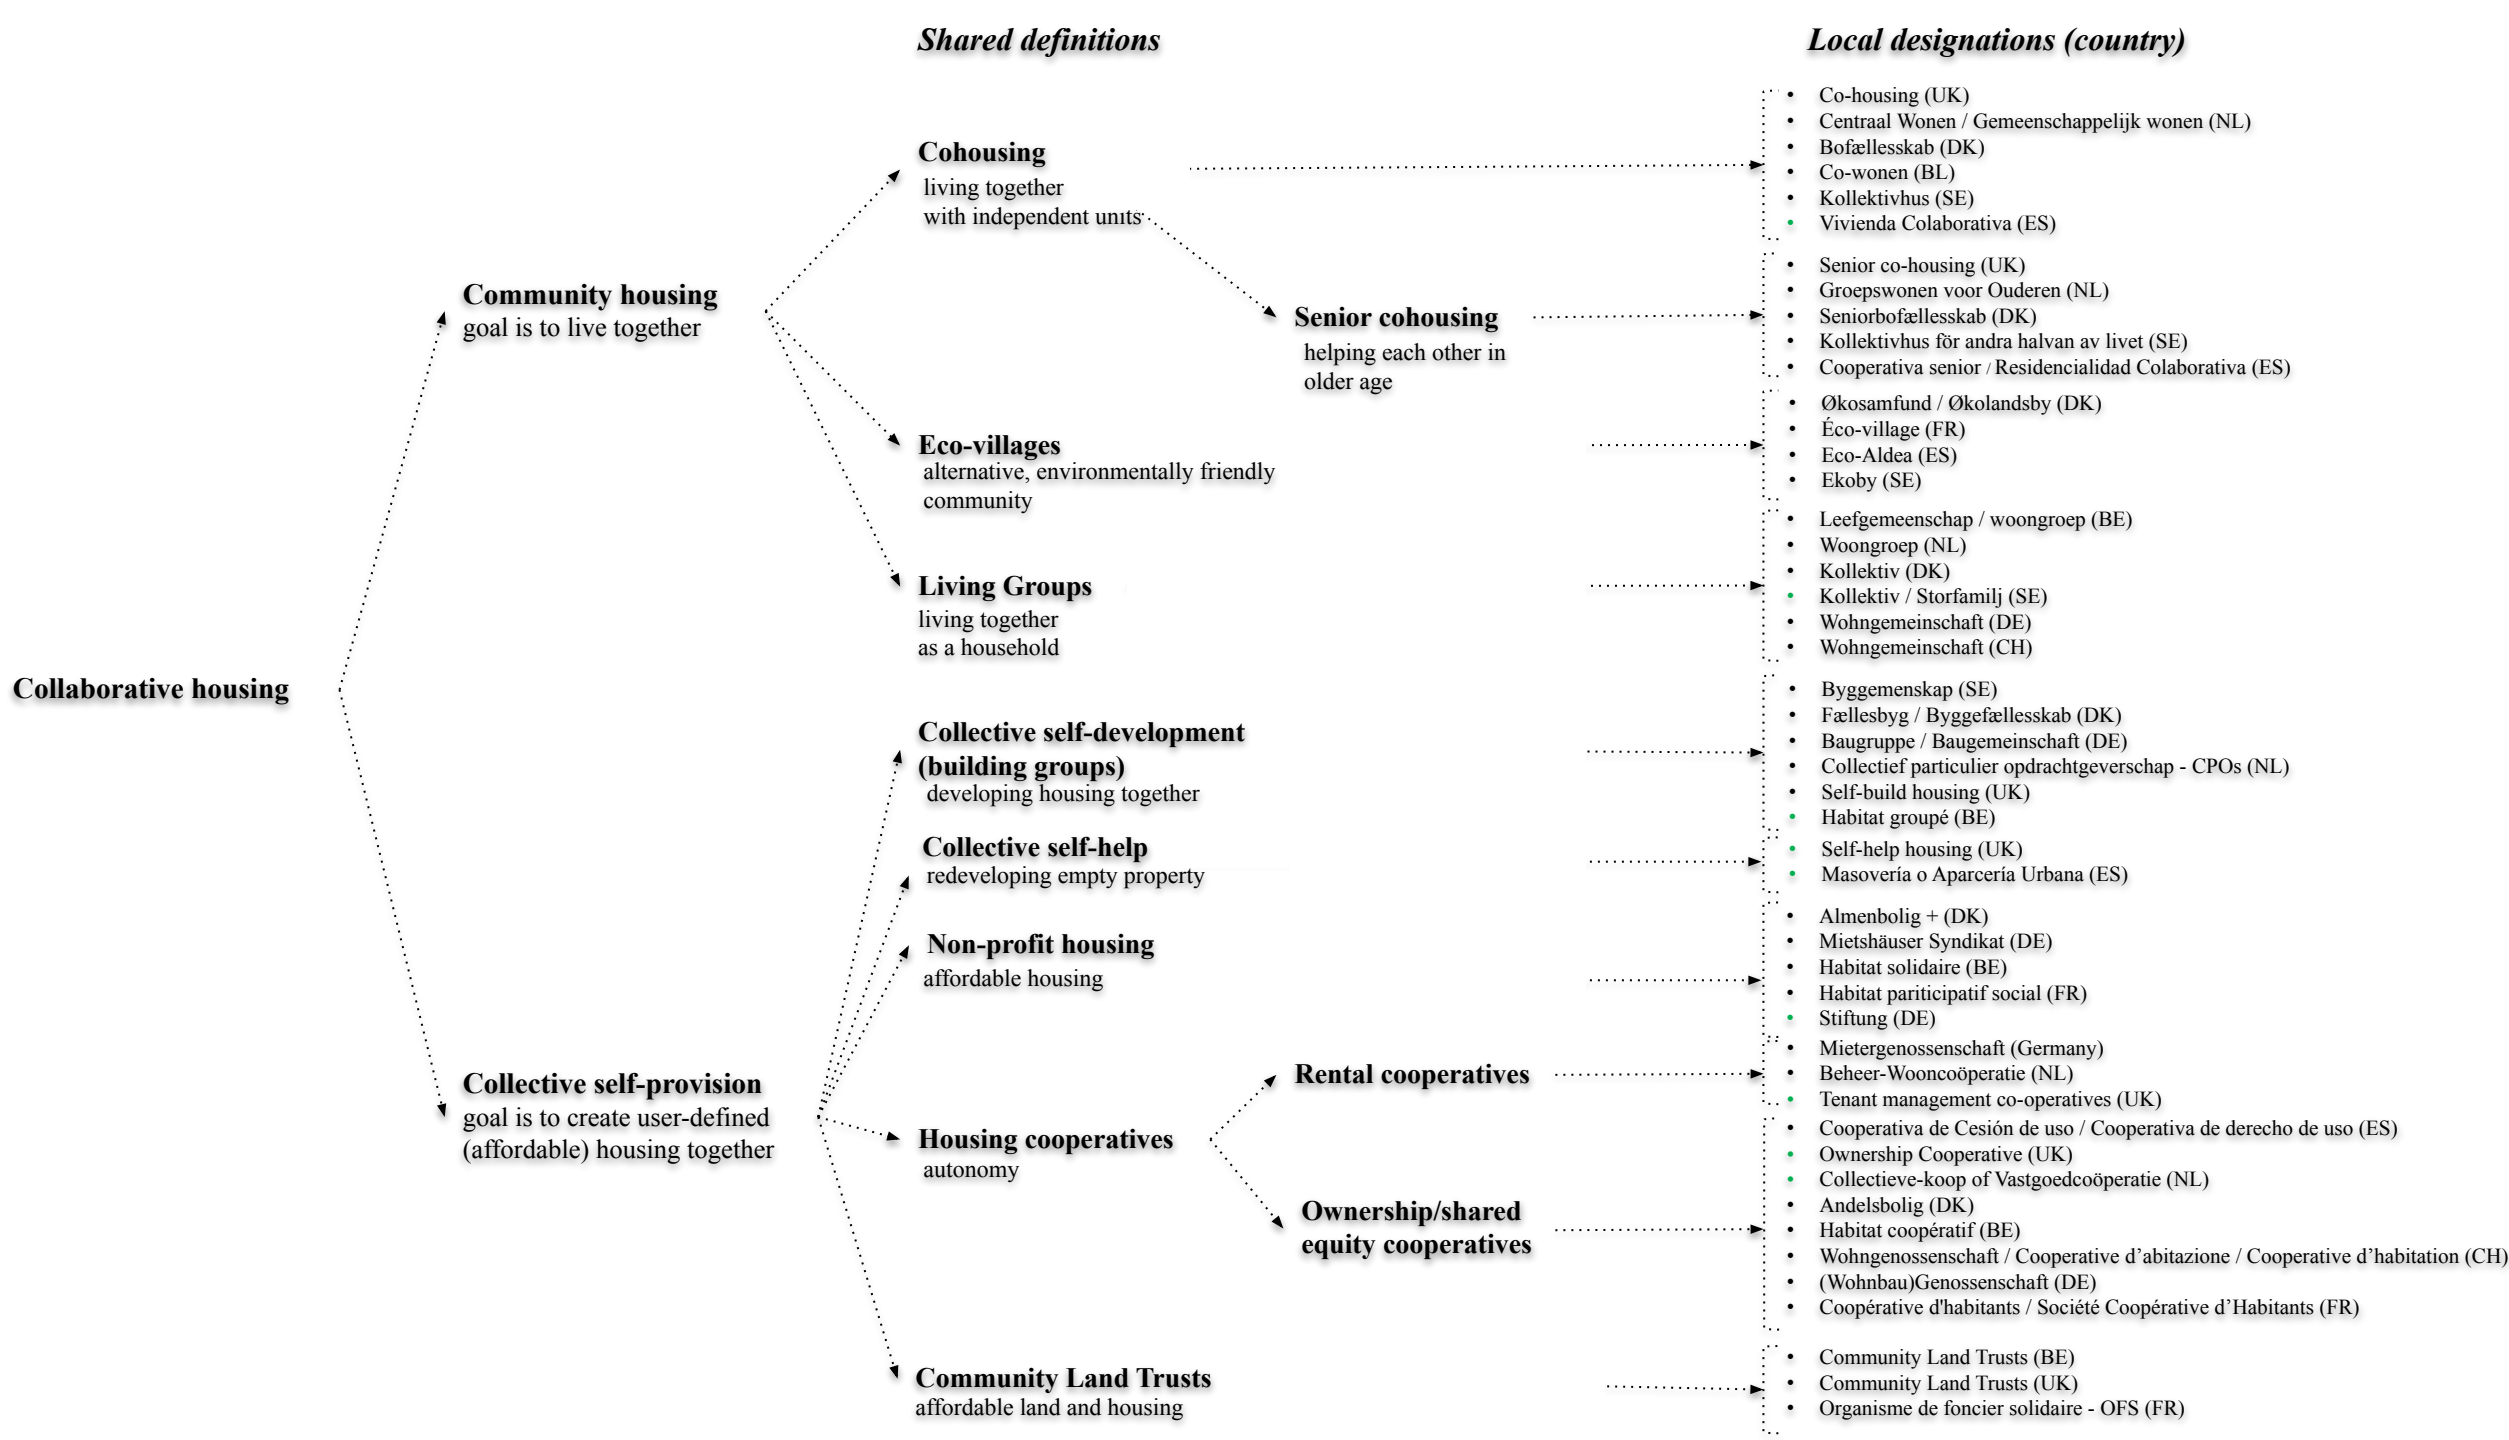 Shared definitions
Local designations (country)
Collaborative housing
Community housing
goal is to live together
Cohousing
living together
with independent units
• Co-housing (UK)
• Centraal Wonen / Gemeenschappelijk wonen (NL)
• Bofællesskab (DK)
• Co-wonen (BL)
• Kollektivhus (SE)
• Vivienda Colaborativa (ES)
Senior cohousing
helping each other in
older age
• Senior co-housing (UK)
• Groepswonen voor Ouderen (NL)
• Seniorbofællesskab (DK)
• Kollektivhus för andra halvan av livet (SE)
• Cooperativa senior / Residencialidad Colaborativa (ES)
Eco-villages
alternative, environmentally friendly
community
• Økosamfund / Økolandsby (DK)
• Éco-village (FR)
• Eco-Aldea (ES)
• Ekoby (SE)
Living Groups
living together
as a household
• Leefgemeenschap / woongroep (BE)
• Woongroep (NL)
• Kollektiv (DK)
• Kollektiv / Storfamilj (SE)
• Wohngemeinschaft (DE)
• Wohngemeinschaft (CH)
Collective self-provision
goal is to create user-defined
(affordable) housing together
Collective self-development
(building groups)
developing housing together
• Byggemenskap (SE)
• Fællesbyg / Byggefællesskab (DK)
• Baugruppe / Baugemeinschaft (DE)
• Collectief particulier opdrachtgeverschap - CPOs (NL)
• Self-build housing (UK)
• Habitat groupé (BE)
Collective self-help
redeveloping empty property
• Self-help housing (UK)
• Masovería o Aparcería Urbana (ES)
Non-profit housing
affordable housing
• Almenbolig + (DK)
• Mietshäuser Syndikat (DE)
• Habitat solidaire (BE)
• Habitat pariticipatif social (FR)
• Stiftung (DE)
Housing cooperatives
autonomy
Rental cooperatives
• Mietergenossenschaft (Germany)
• Beheer-Wooncoöperatie (NL)
• Tenant management co-operatives (UK)
Ownership/shared
equity cooperatives
• Cooperativa de Cesión de uso / Cooperativa de derecho de uso (ES)
• Ownership Cooperative (UK)
• Collectieve-koop of Vastgoedcoöperatie (NL)
• Andelsbolig (DK)
• Habitat coopératif (BE)
• Wohngenossenschaft / Cooperative d’abitazione / Cooperative d’habitation (CH)
• (Wohnbau)Genossenschaft (DE)
• Coopérative d'habitants / Société Coopérative d’Habitants (FR)
Community Land Trusts
affordable land and housing
• Community Land Trusts (BE)
• Community Land Trusts (UK)
• Organisme de foncier solidaire - OFS (FR)